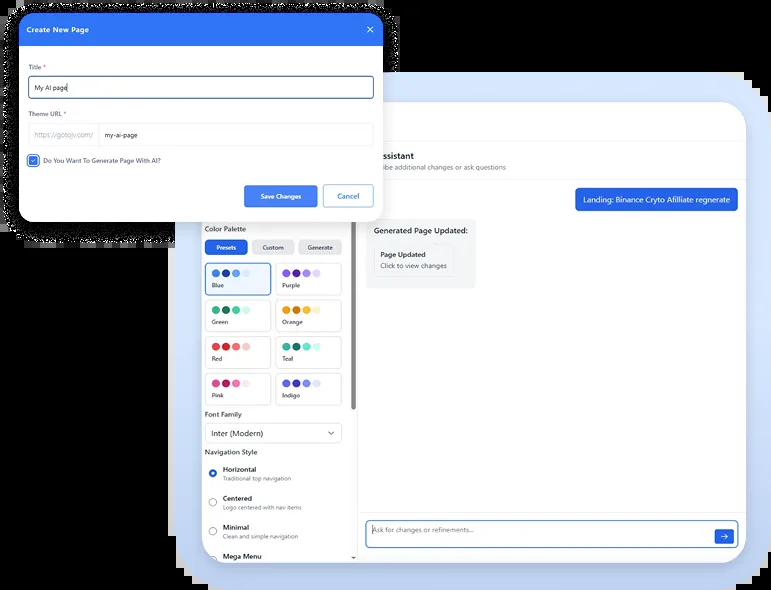 Create New Page
Title *
My AI page
Theme URL *
https://gotojv.com/ my-ai-page
Do You Want To Generate Page With AI?
Save Changes Cancel
ssistant
ibe additional changes or ask questions
Landing: Binance Cryto Afilliate regnerate
Generated Page Updated:
Page Updated
Click to view changes
Color Palette
Presets Custom Generate
Blue Purple
Green Orange
Red Teal
Pink Indigo
Font Family
Inter (Modern)
Navigation Style
Horizontal
Traditional top navigation
Centered
Logo centered with nav items
Minimal
Clean and simple navigation
Mega Menu
Ask for changes or refinements...